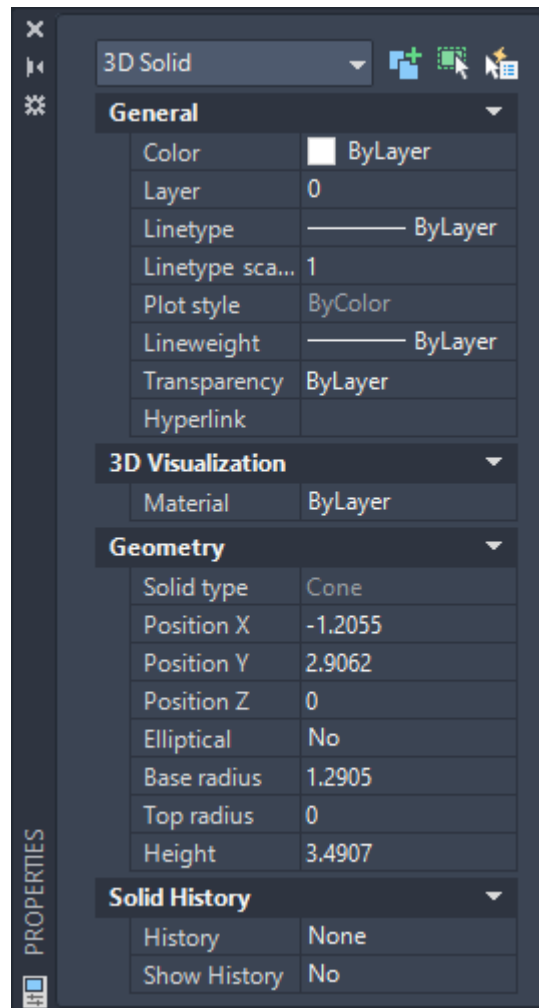 3D Solid
General
Color ByLayer
Layer 0
Linetype ByLayer
Linetype sca... 1
Plot style ByColor
Lineweight ByLayer
Transparency ByLayer
Hyperlink
3D Visualization
Material ByLayer
Geometry
Solid type Cone
Position X -1.2055
Position Y 2.9062
Position Z 0
Elliptical No
Base radius 1.2905
Top radius 0
Height 3.4907
Solid History
History None
Show History No
PROPERTIES